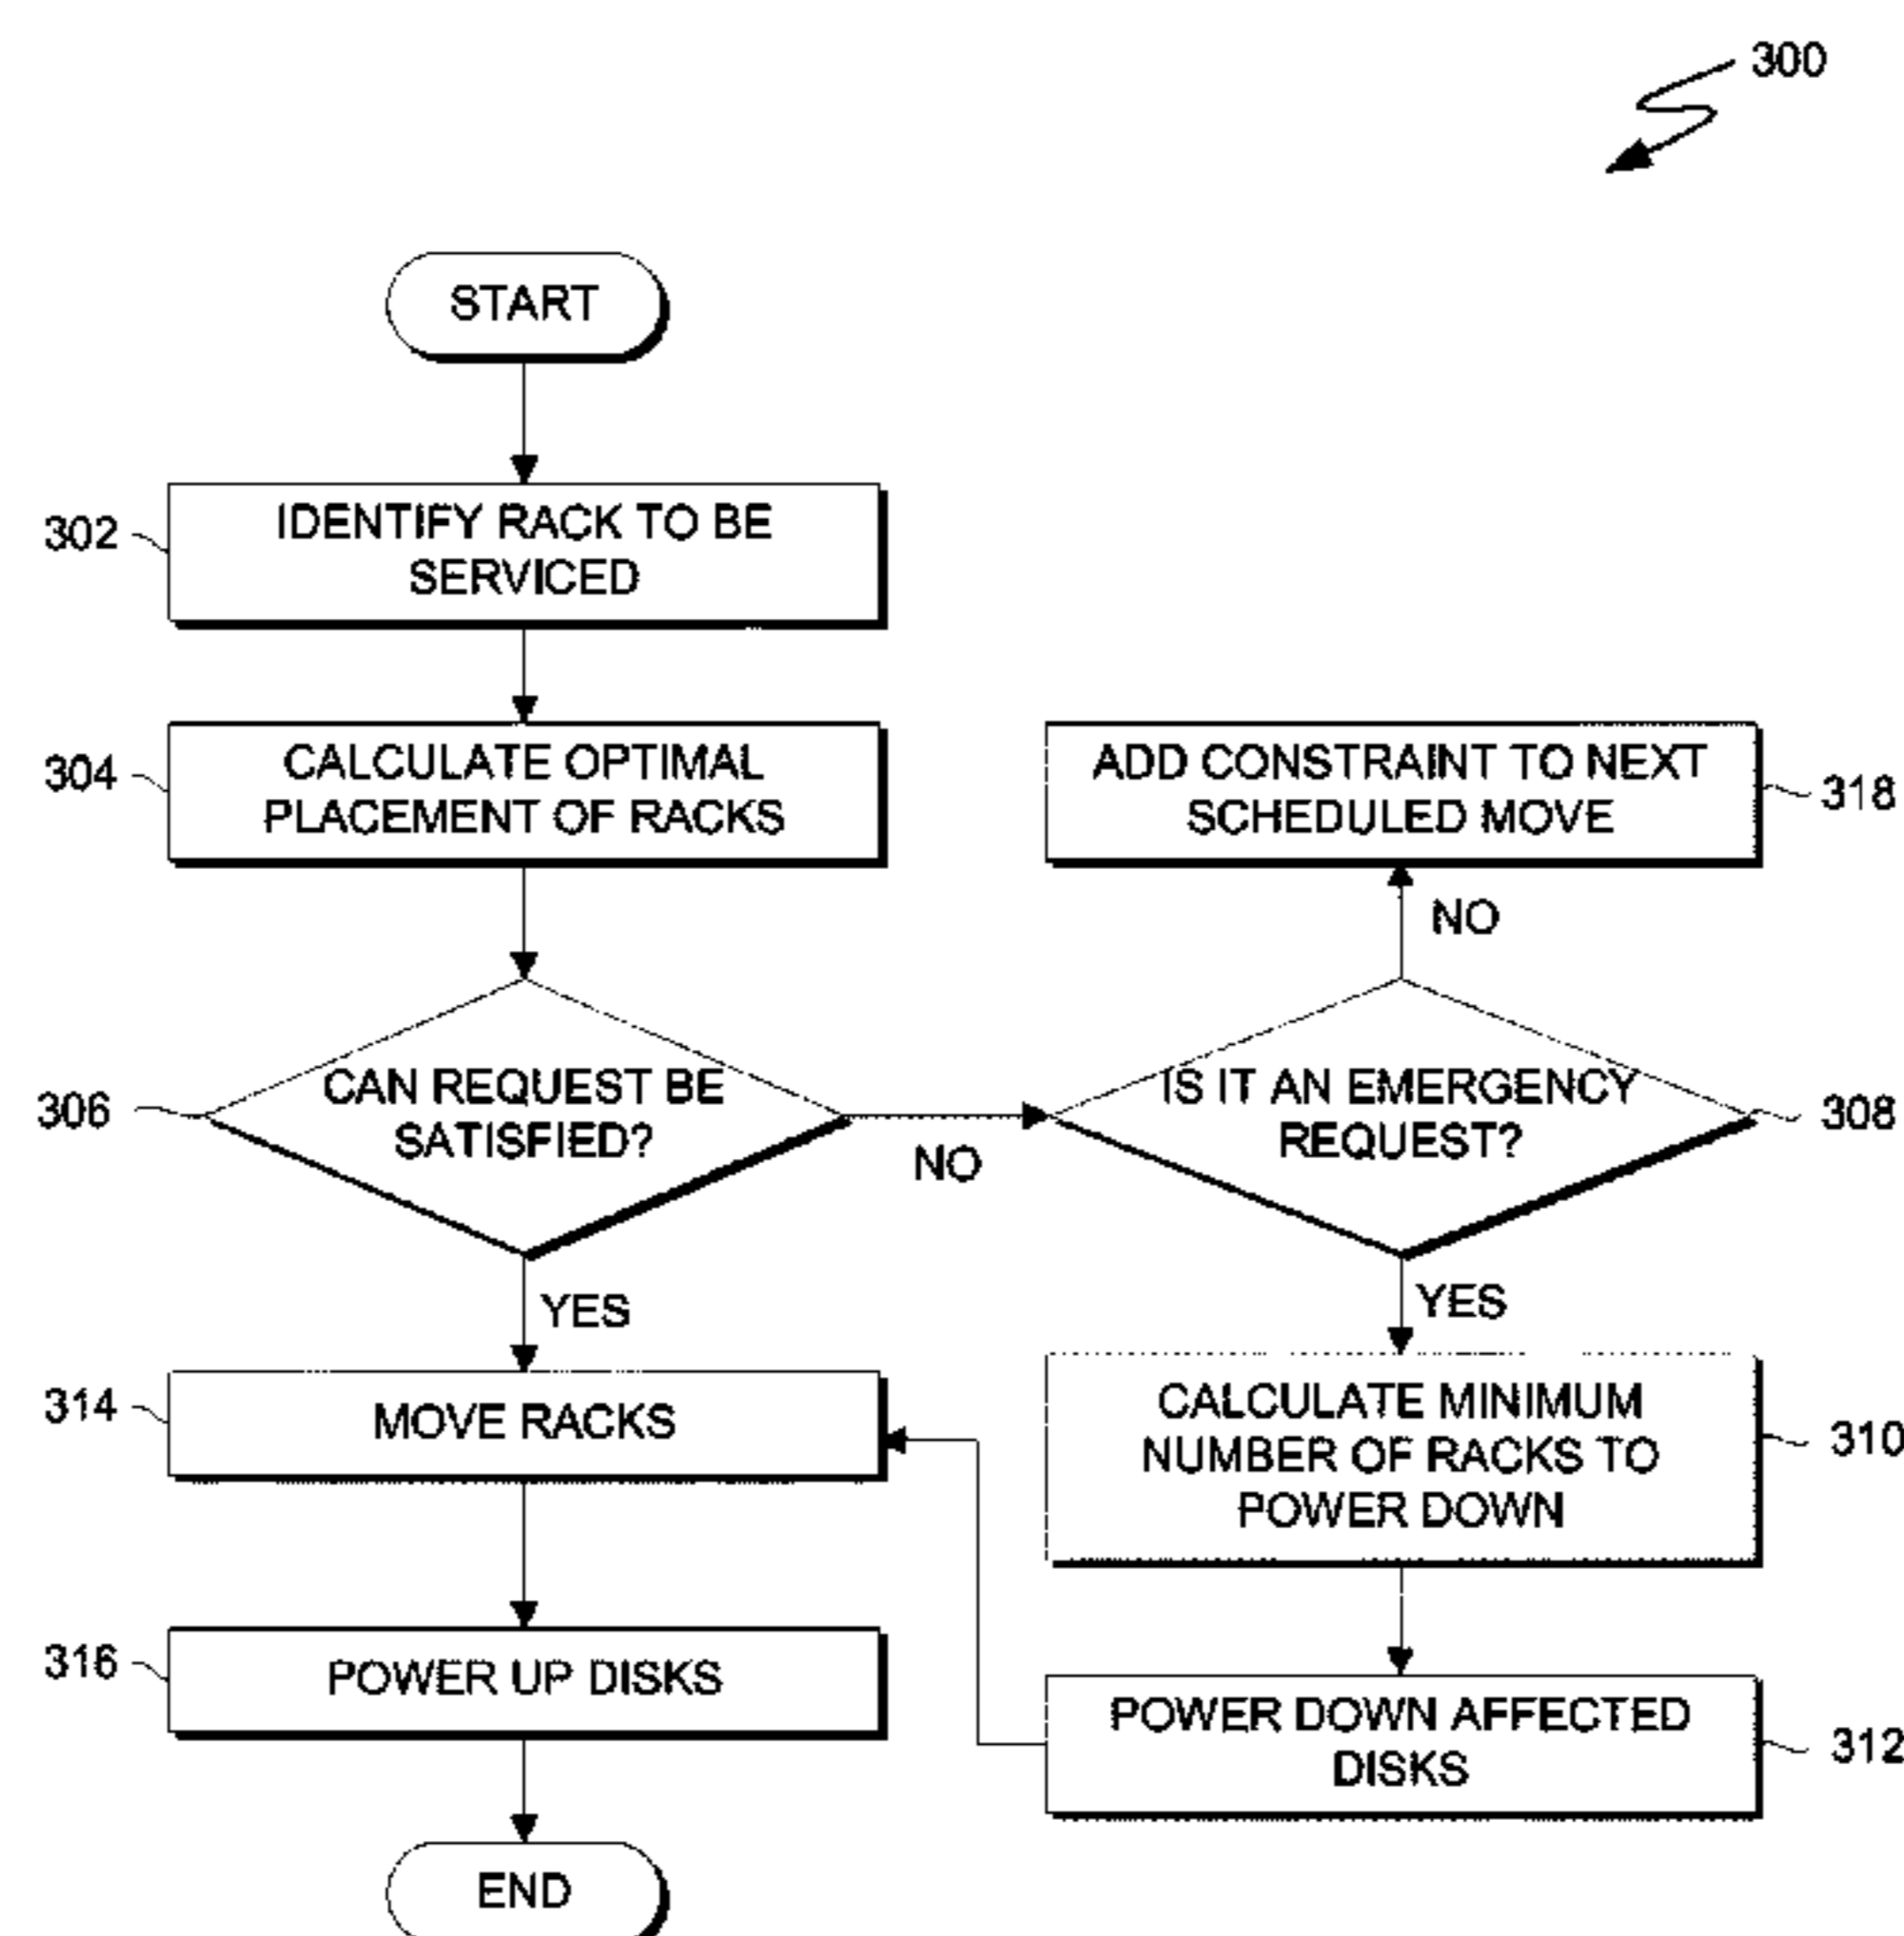 300
START
302
IDENTIFY RACK TO BE
SERVICED
304
CALCULATE OPTIMAL
PLACEMENT OF RACKS
ADD CONSTRAINT TO NEXT
SCHEDULED MOVE
318
NO
306
CAN REQUEST BE
SATISFIED?
NO
IS IT AN EMERGENCY
REQUEST?
308
YES
YES
314
MOVE RACKS
CALCULATE MINIMUM
NUMBER OF RACKS TO
POWER DOWN
310
316
POWER UP DISKS
POWER DOWN AFFECTED
DISKS
312
END